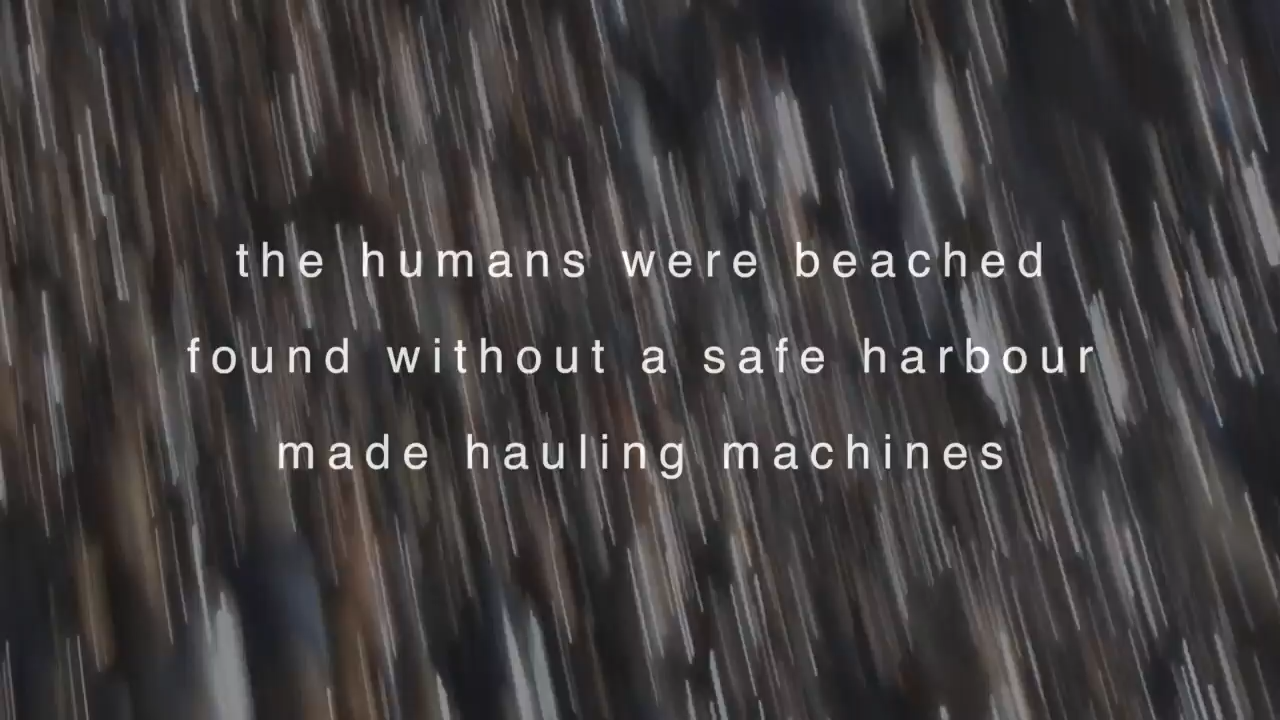 the humans were beached
found without a safe harbour
made hauling machines